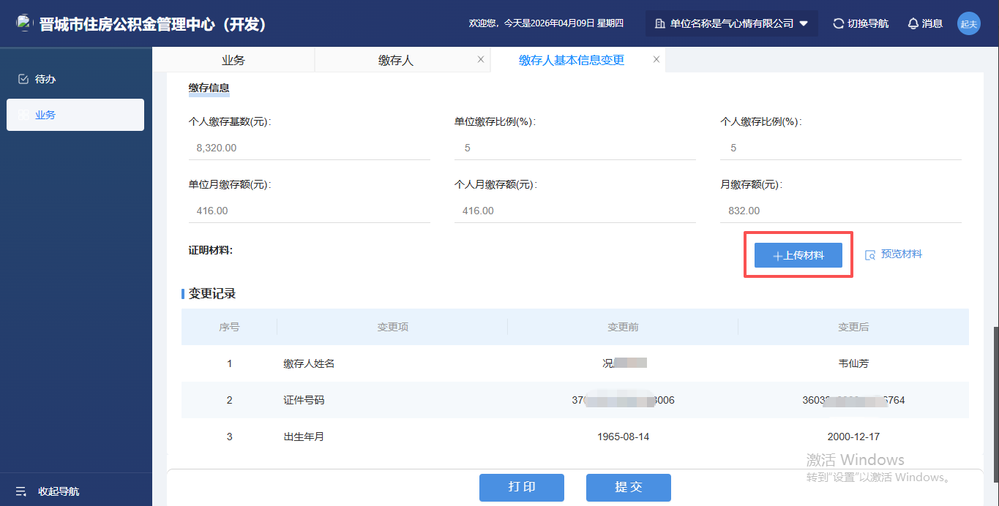 晋城市住房公积金管理中心（开发）
欢迎您，今天是2026年04月09日 星期四
单位名称是气心情有限公司
切换导航
消息
起夫
待办
业务
收起导航
业务
缴存人
缴存人基本信息变更
缴存信息
个人缴存基数(元):
单位缴存比例(%):
个人缴存比例(%):
8,320.00
5
5
单位月缴存额(元):
个人月缴存额(元):
月缴存额(元):
416.00
416.00
832.00
证明材料:
上传材料
预览材料
变更记录
序号 变更项 变更前 变更后
1 缴存人姓名 况 韦仙芳
2 证件号码 37 3006 3603 6764
3 出生年月 1965-08-14 2000-12-17
激活 Windows
转到"设置"以激活 Windows。
打印
提交